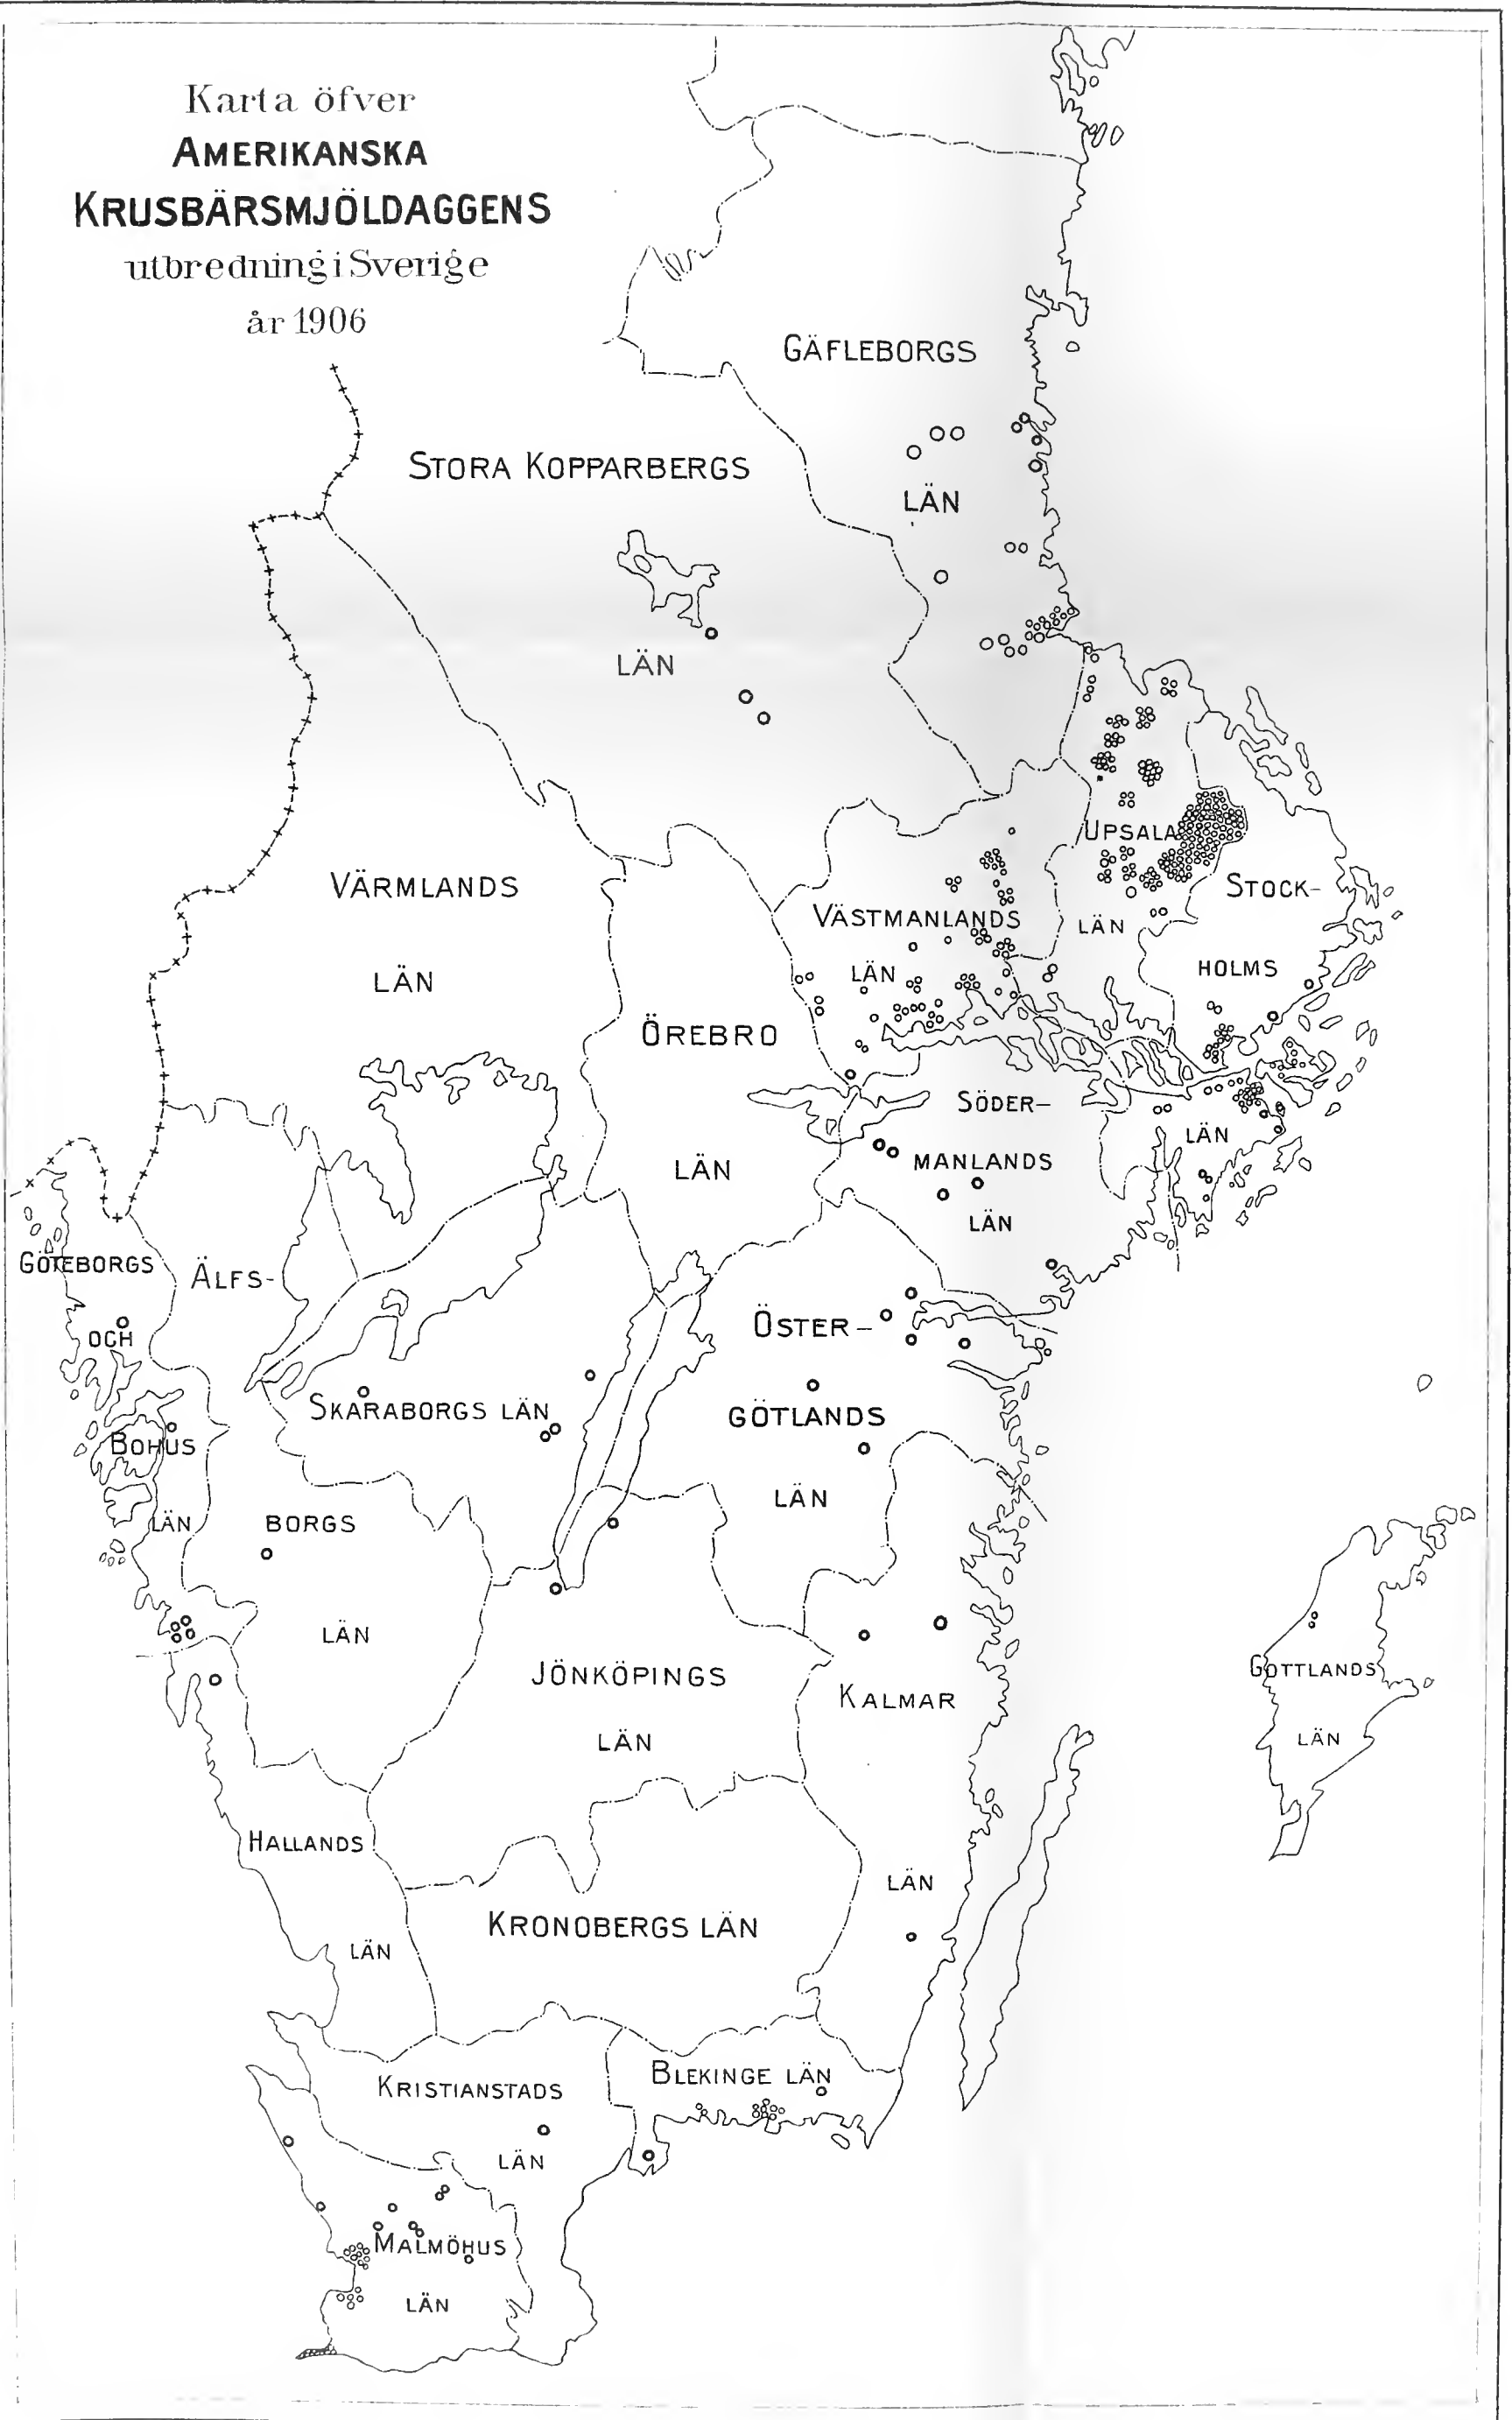 Karta öfver
AMERIKANSKA
KRUSBÄRSMJÖLDAGGENS
utbredning i Sverige
år 1906
GÄFLEBORGS
LÄN
STORA KOPPARBERGS
LÄN
UPSALA
LÄN
VÄRMLANDS
LÄN
VÄSTMANLANDS
LÄN
STOCK-
HOLMS
LÄN
ÖREBRO
LÄN
SÖDER-
MANLANDS
LÄN
GÖTEBORGS
OCH
BOHUS
LÄN
ÄLFS-
BORGS
LÄN
SKARABORGS LÄN
ÖSTER-
GÖTLANDS
LÄN
JÖNKÖPINGS
LÄN
KALMAR
LÄN
GOTTLANDS
LÄN
HALLANDS
LÄN
KRONOBERGS LÄN
BLEKINGE LÄN
KRISTIANSTADS
LÄN
MALMÖHUS
LÄN